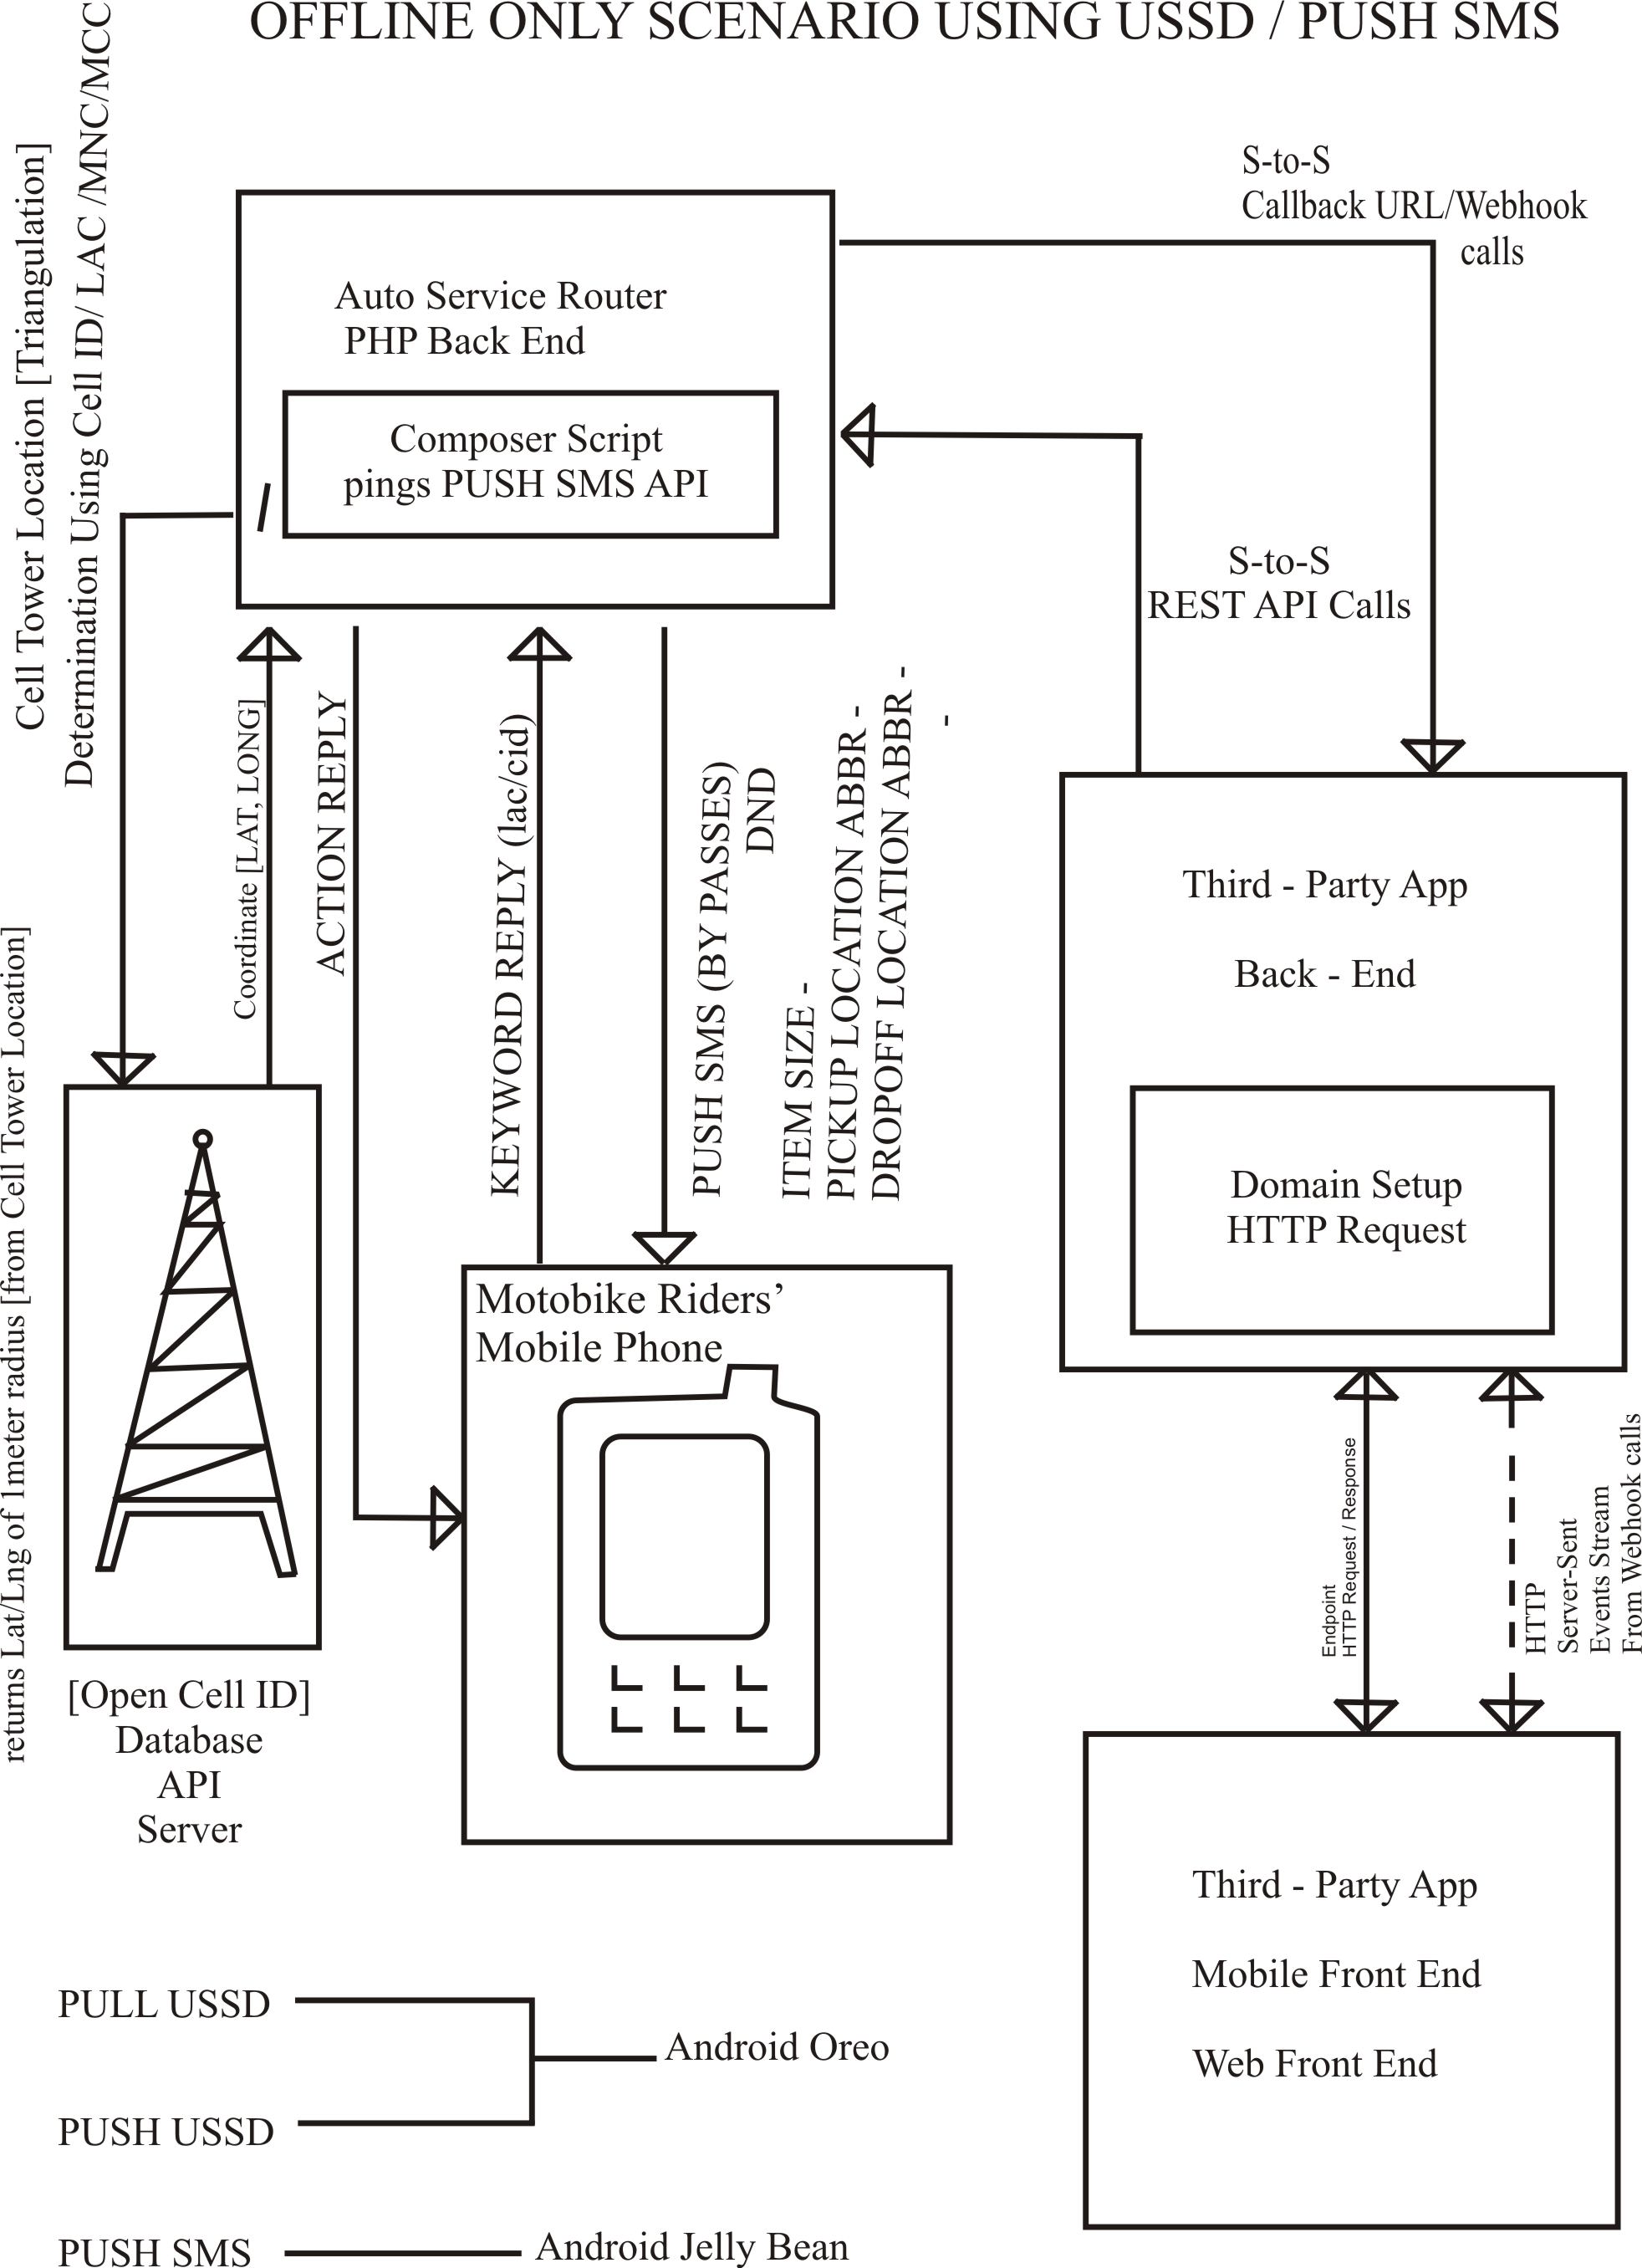 OFFLINE ONLY SCENARIO USING USSD / PUSH SMS
Cell Tower Location [Triangulation]
Determination Using Cell ID/ LAC /MNC/MCC
S-to-S
Callback URL/Webhook
calls
Auto Service Router
PHP Back End
Composer Script
pings PUSH SMS API
/
S-to-S
REST API Calls
Coordinate [LAT, LONG]
ACTION REPLY
KEYWORD REPLY (lac/cid)
PUSH SMS (BY PASSES)
DND
ITEM SIZE -
PICKUP LOCATION ABBR -
DROPOFF LOCATION ABBR -
-
Third - Party App
Back - End
Domain Setup
HTTP Request
returns Lat/Lng of 1meter radius [from Cell Tower Location]
Motobike Riders’
Mobile Phone
Endpoint
HTTP Request / Response
HTTP
Server-Sent
Events Stream
From Webhook calls
[Open Cell ID]
Database
API
Server
Third - Party App
Mobile Front End
Web Front End
PULL USSD
Android Oreo
PUSH USSD
PUSH SMS
Android Jelly Bean